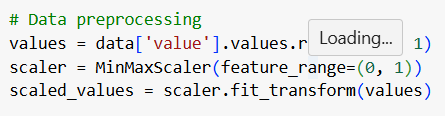 # Data preprocessing
values = data['value'].values.r 1)
Loading...
scaler = MinMaxScaler(feature_range=(0, 1))
scaled_values = scaler.fit_transform(values)